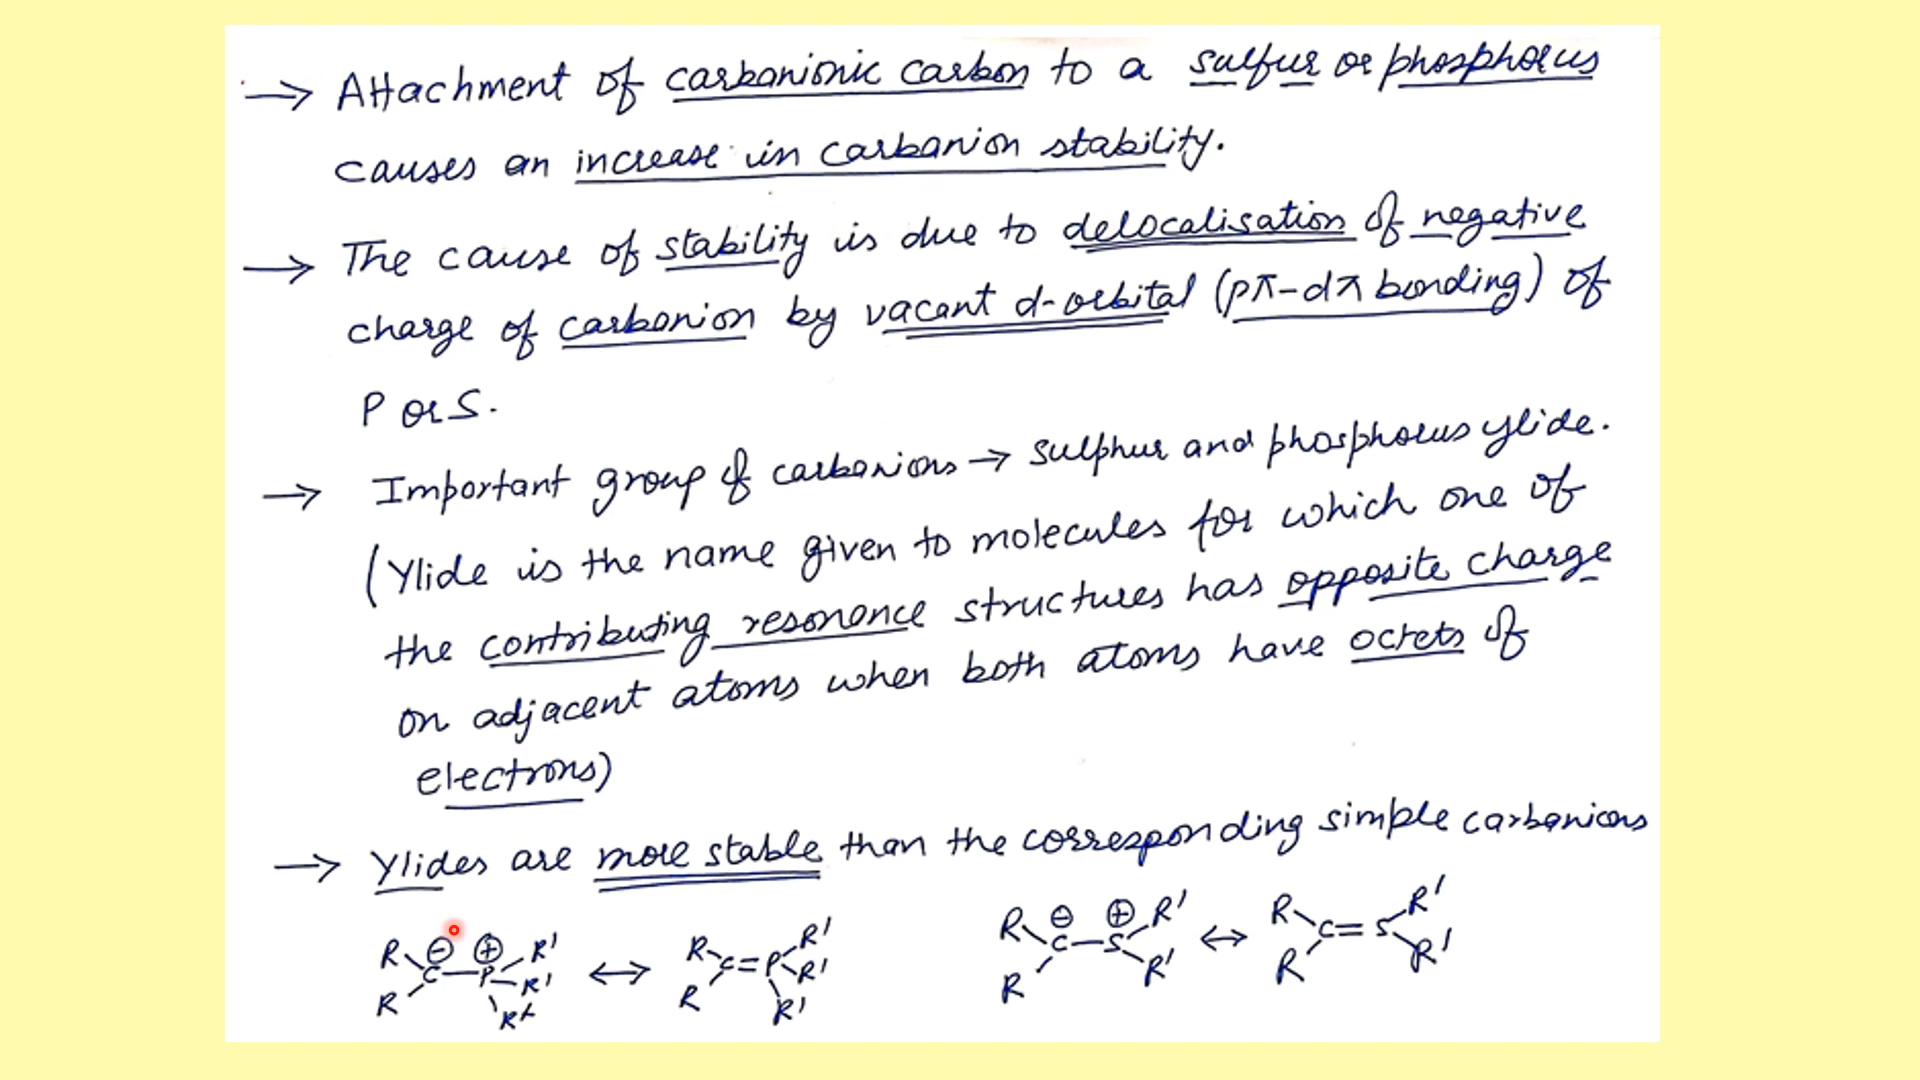 → Attachment of carbanionic carbon to a sulfur or phosphorus
causes an increase in carbanion stability.
→ The cause of stability is due to delocalisation of negative
charge of carbanion by vacant d-orbital (pπ-dπ bonding) of
P or S.
→ Important group of carbanions → sulphur and phosphorus ylide.
(Ylide is the name given to molecules for which one of
the contributing resonance structures has opposite charge
on adjacent atoms when both atoms have octets of
electrons)
→ Ylides are more stable than the corresponding simple carbanions
R R C ⊖ – P ⊕ R' R' R' ↔ R R C = P R' R' R'
R R C ⊖ – S ⊕ R' R' ↔ R R C = S R' R'